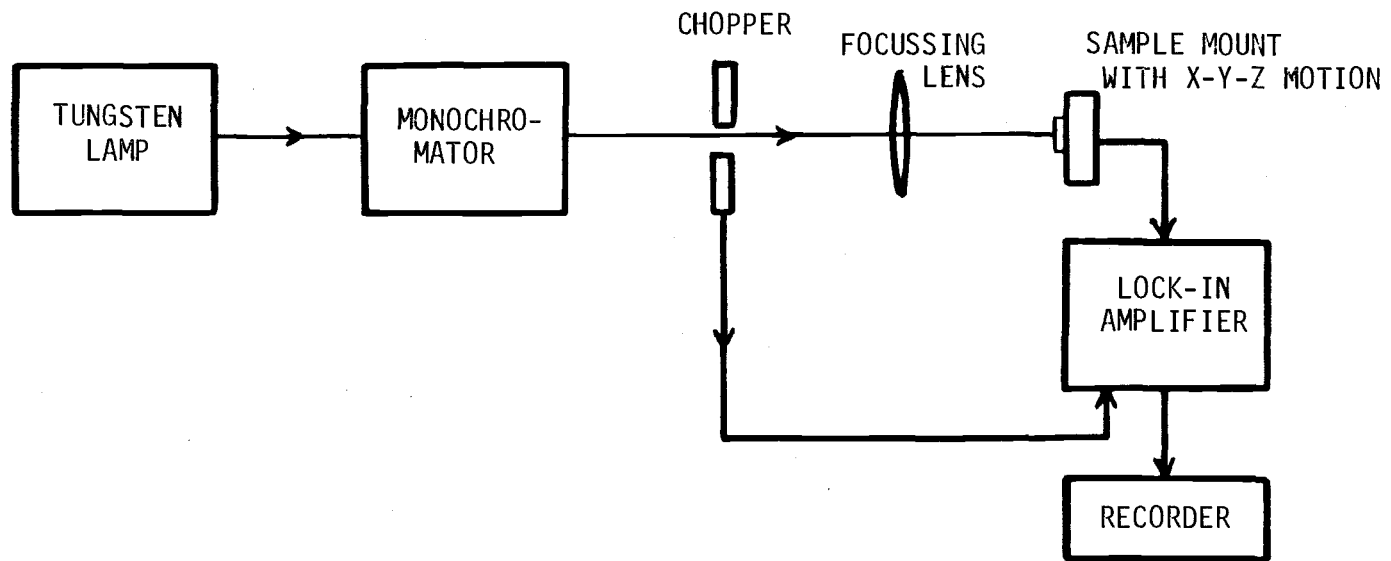 CHOPPER
FOCUSSING
LENS
SAMPLE MOUNT
WITH X-Y-Z MOTION
TUNGSTEN
LAMP
MONOCHRO-
MATOR
LOCK-IN
AMPLIFIER
RECORDER